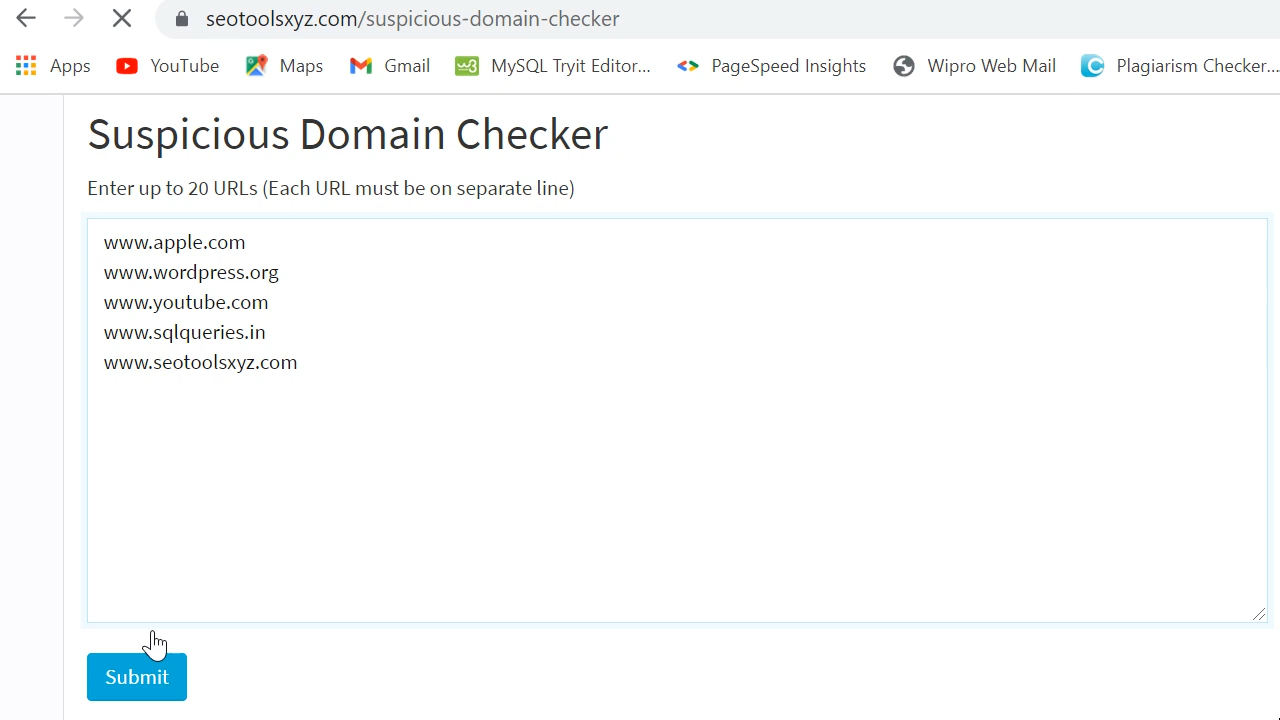 seotoolsxyz.com/suspicious-domain-checker
Apps YouTube Maps Gmail MySQL Tryit Editor... PageSpeed Insights Wipro Web Mail Plagiarism Checker...
Suspicious Domain Checker
Enter up to 20 URLs (Each URL must be on separate line)
www.apple.com
www.wordpress.org
www.youtube.com
www.sqlqueries.in
www.seotoolsxyz.com
Submit